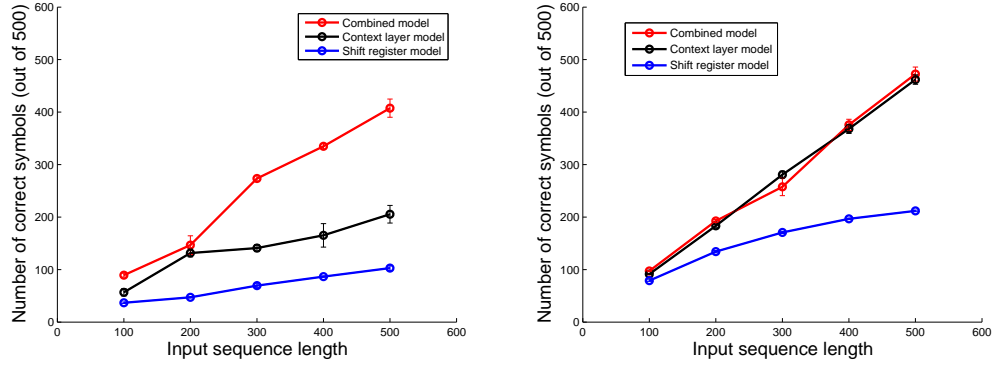 Number of correct symbols (out of 500)
600
500
400
300
200
100
0
0 100 200 300 400 500 600
Input sequence length
Combined model
Context layer model
Shift register model
Number of correct symbols (out of 500)
600
500
400
300
200
100
0
0 100 200 300 400 500 600
Input sequence length
Combined model
Context layer model
Shift register model